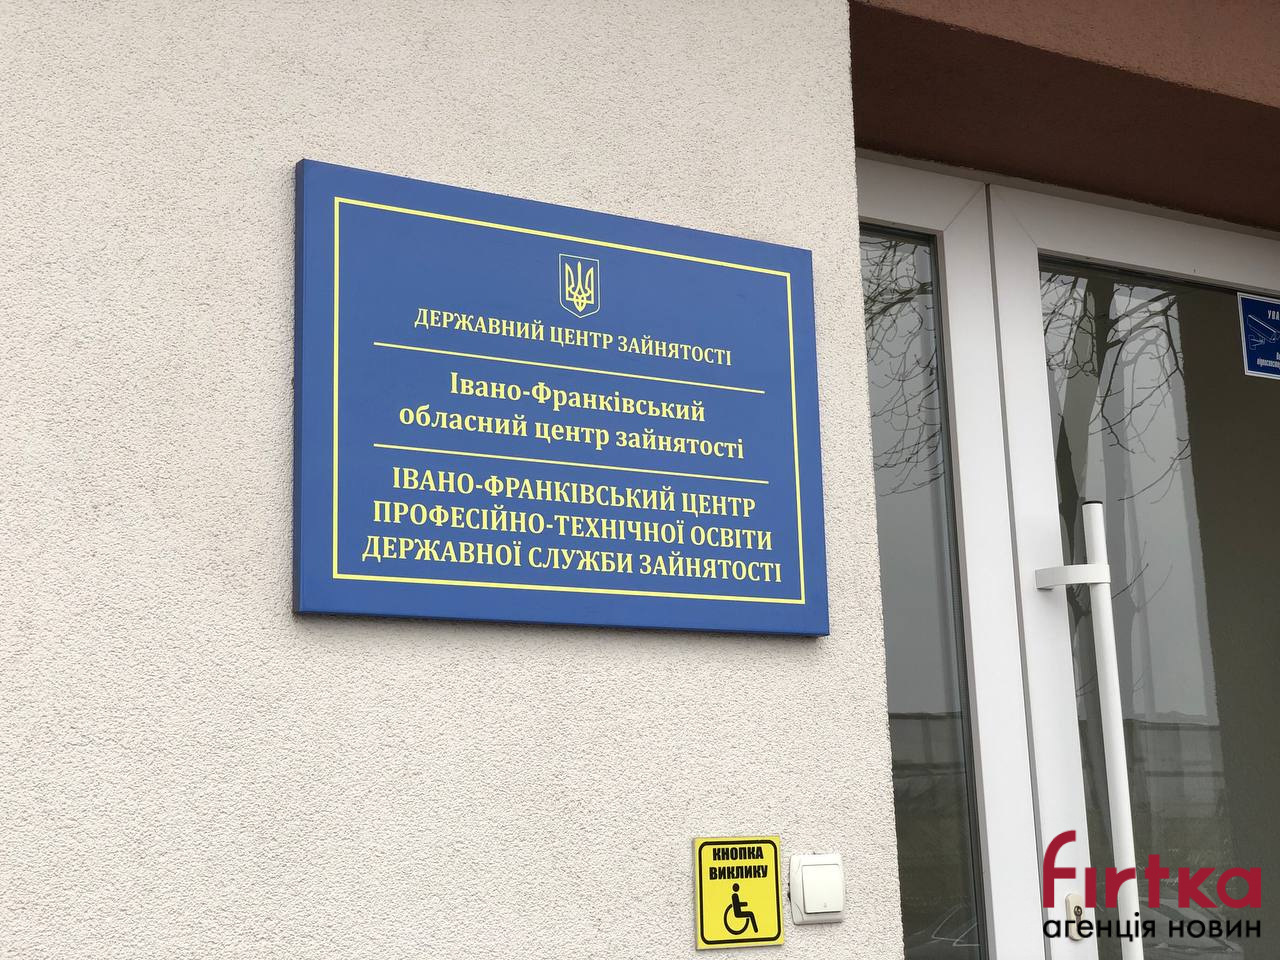 ДЕРЖАВНИЙ ЦЕНТР ЗАЙНЯТОСТІ
Івано-Франківський
обласний центр зайнятості
ІВАНО-ФРАНКІВСЬКИЙ ЦЕНТР
ПРОФЕСІЙНО-ТЕХНІЧНОЇ ОСВІТИ
ДЕРЖАВНОЇ СЛУЖБИ ЗАЙНЯТОСТІ
КНОПКА
ВИКЛИКУ
fırtka
агенція новин